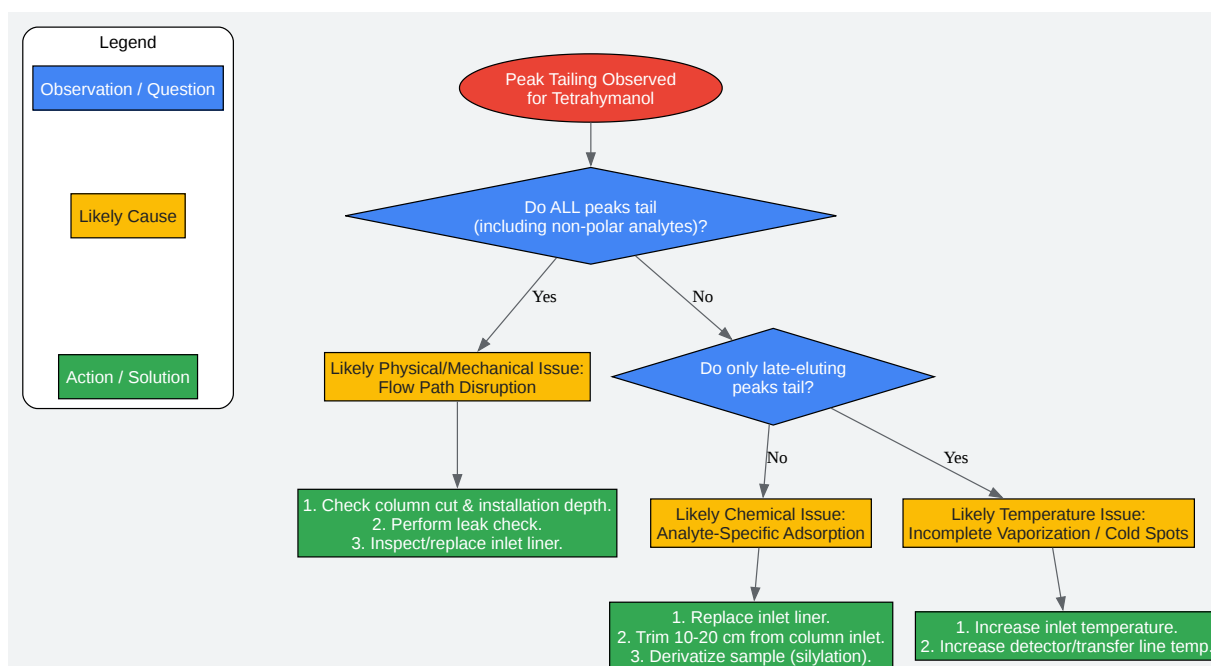 Legend
Observation / Question
Likely Cause
Action / Solution
Peak Tailing Observed
for Tetrahymanol
Do ALL peaks tail
(including non-polar analytes)?
Yes
No
Likely Physical/Mechanical Issue:
Flow Path Disruption
Do only late-eluting
peaks tail?
No
Yes
1. Check column cut & installation depth.
2. Perform leak check.
3. Inspect/replace inlet liner.
Likely Chemical Issue:
Analyte-Specific Adsorption
Likely Temperature Issue:
Incomplete Vaporization / Cold Spots
1. Replace inlet liner.
2. Trim 10-20 cm from column inlet.
3. Derivatize sample (silylation).
1. Increase inlet temperature.
2. Increase detector/transfer line temp.